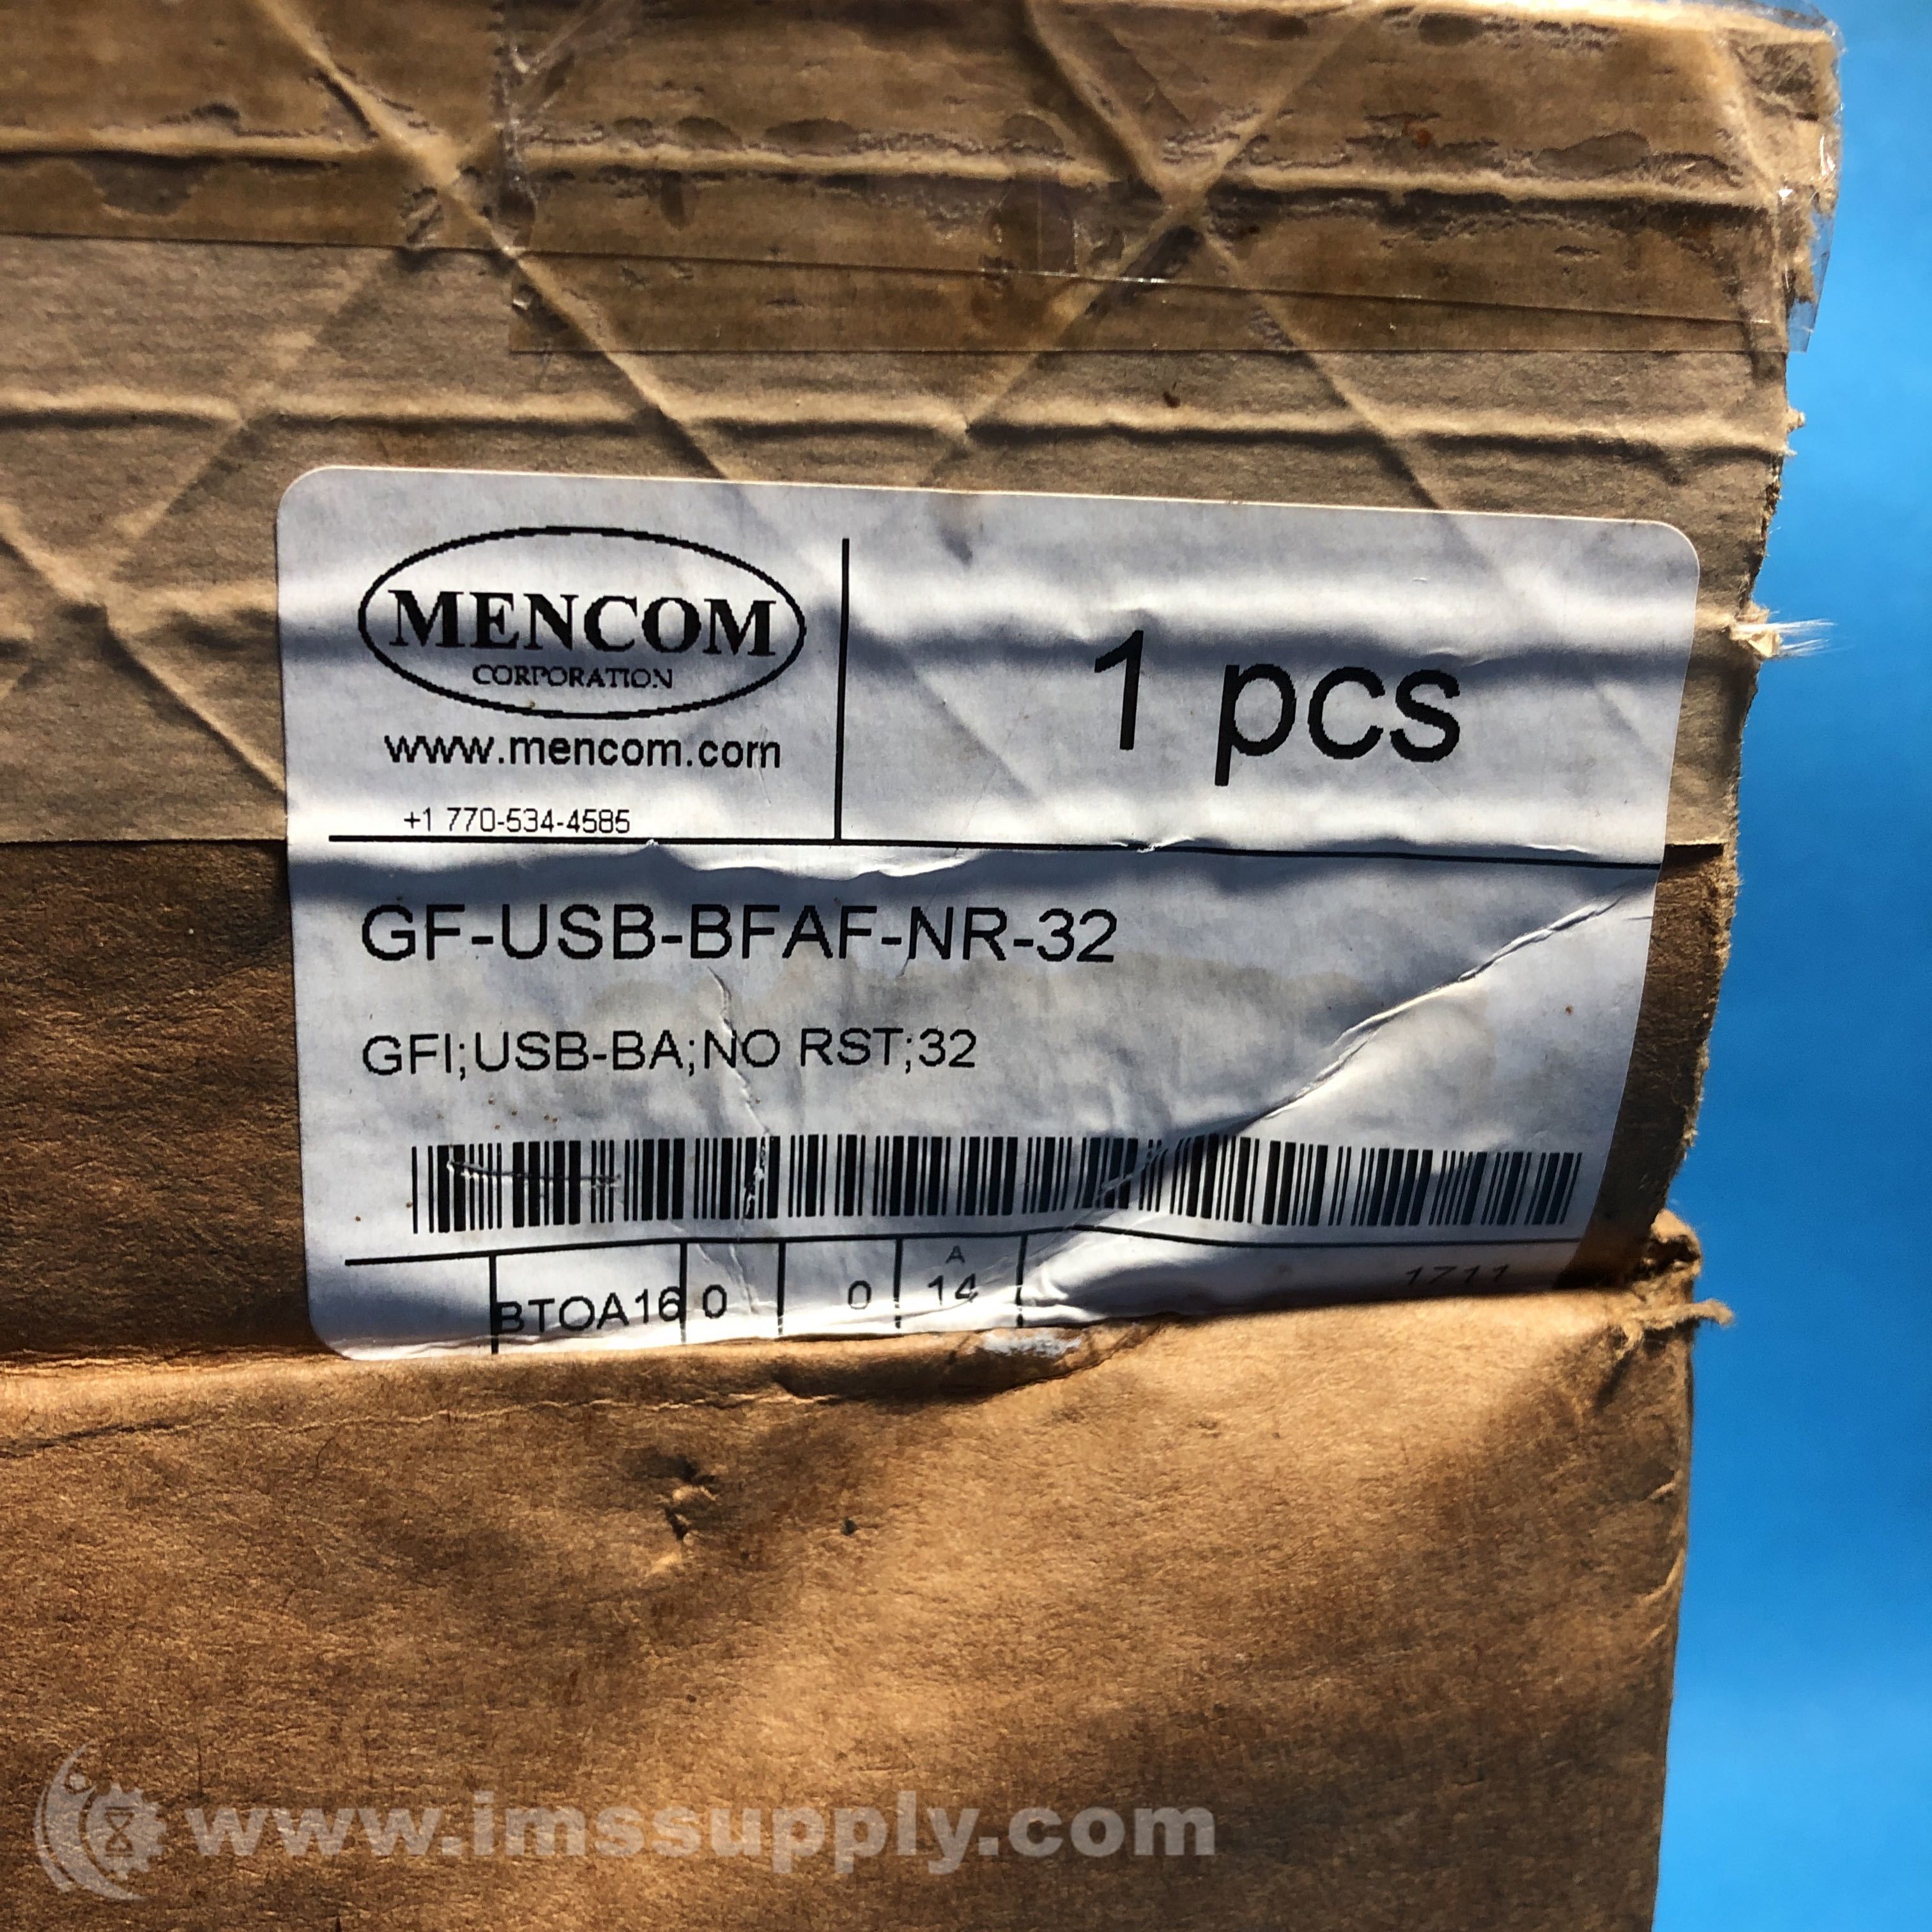 MENCOM
CORPORATION
www.mencom.com
+1 770-534-4585
1 pcs
GF-USB-BFAF-NR-32
GFI;USB-BA;NO RST;32
BTOA16 0 0 A 14 1711
www.imssupply.com